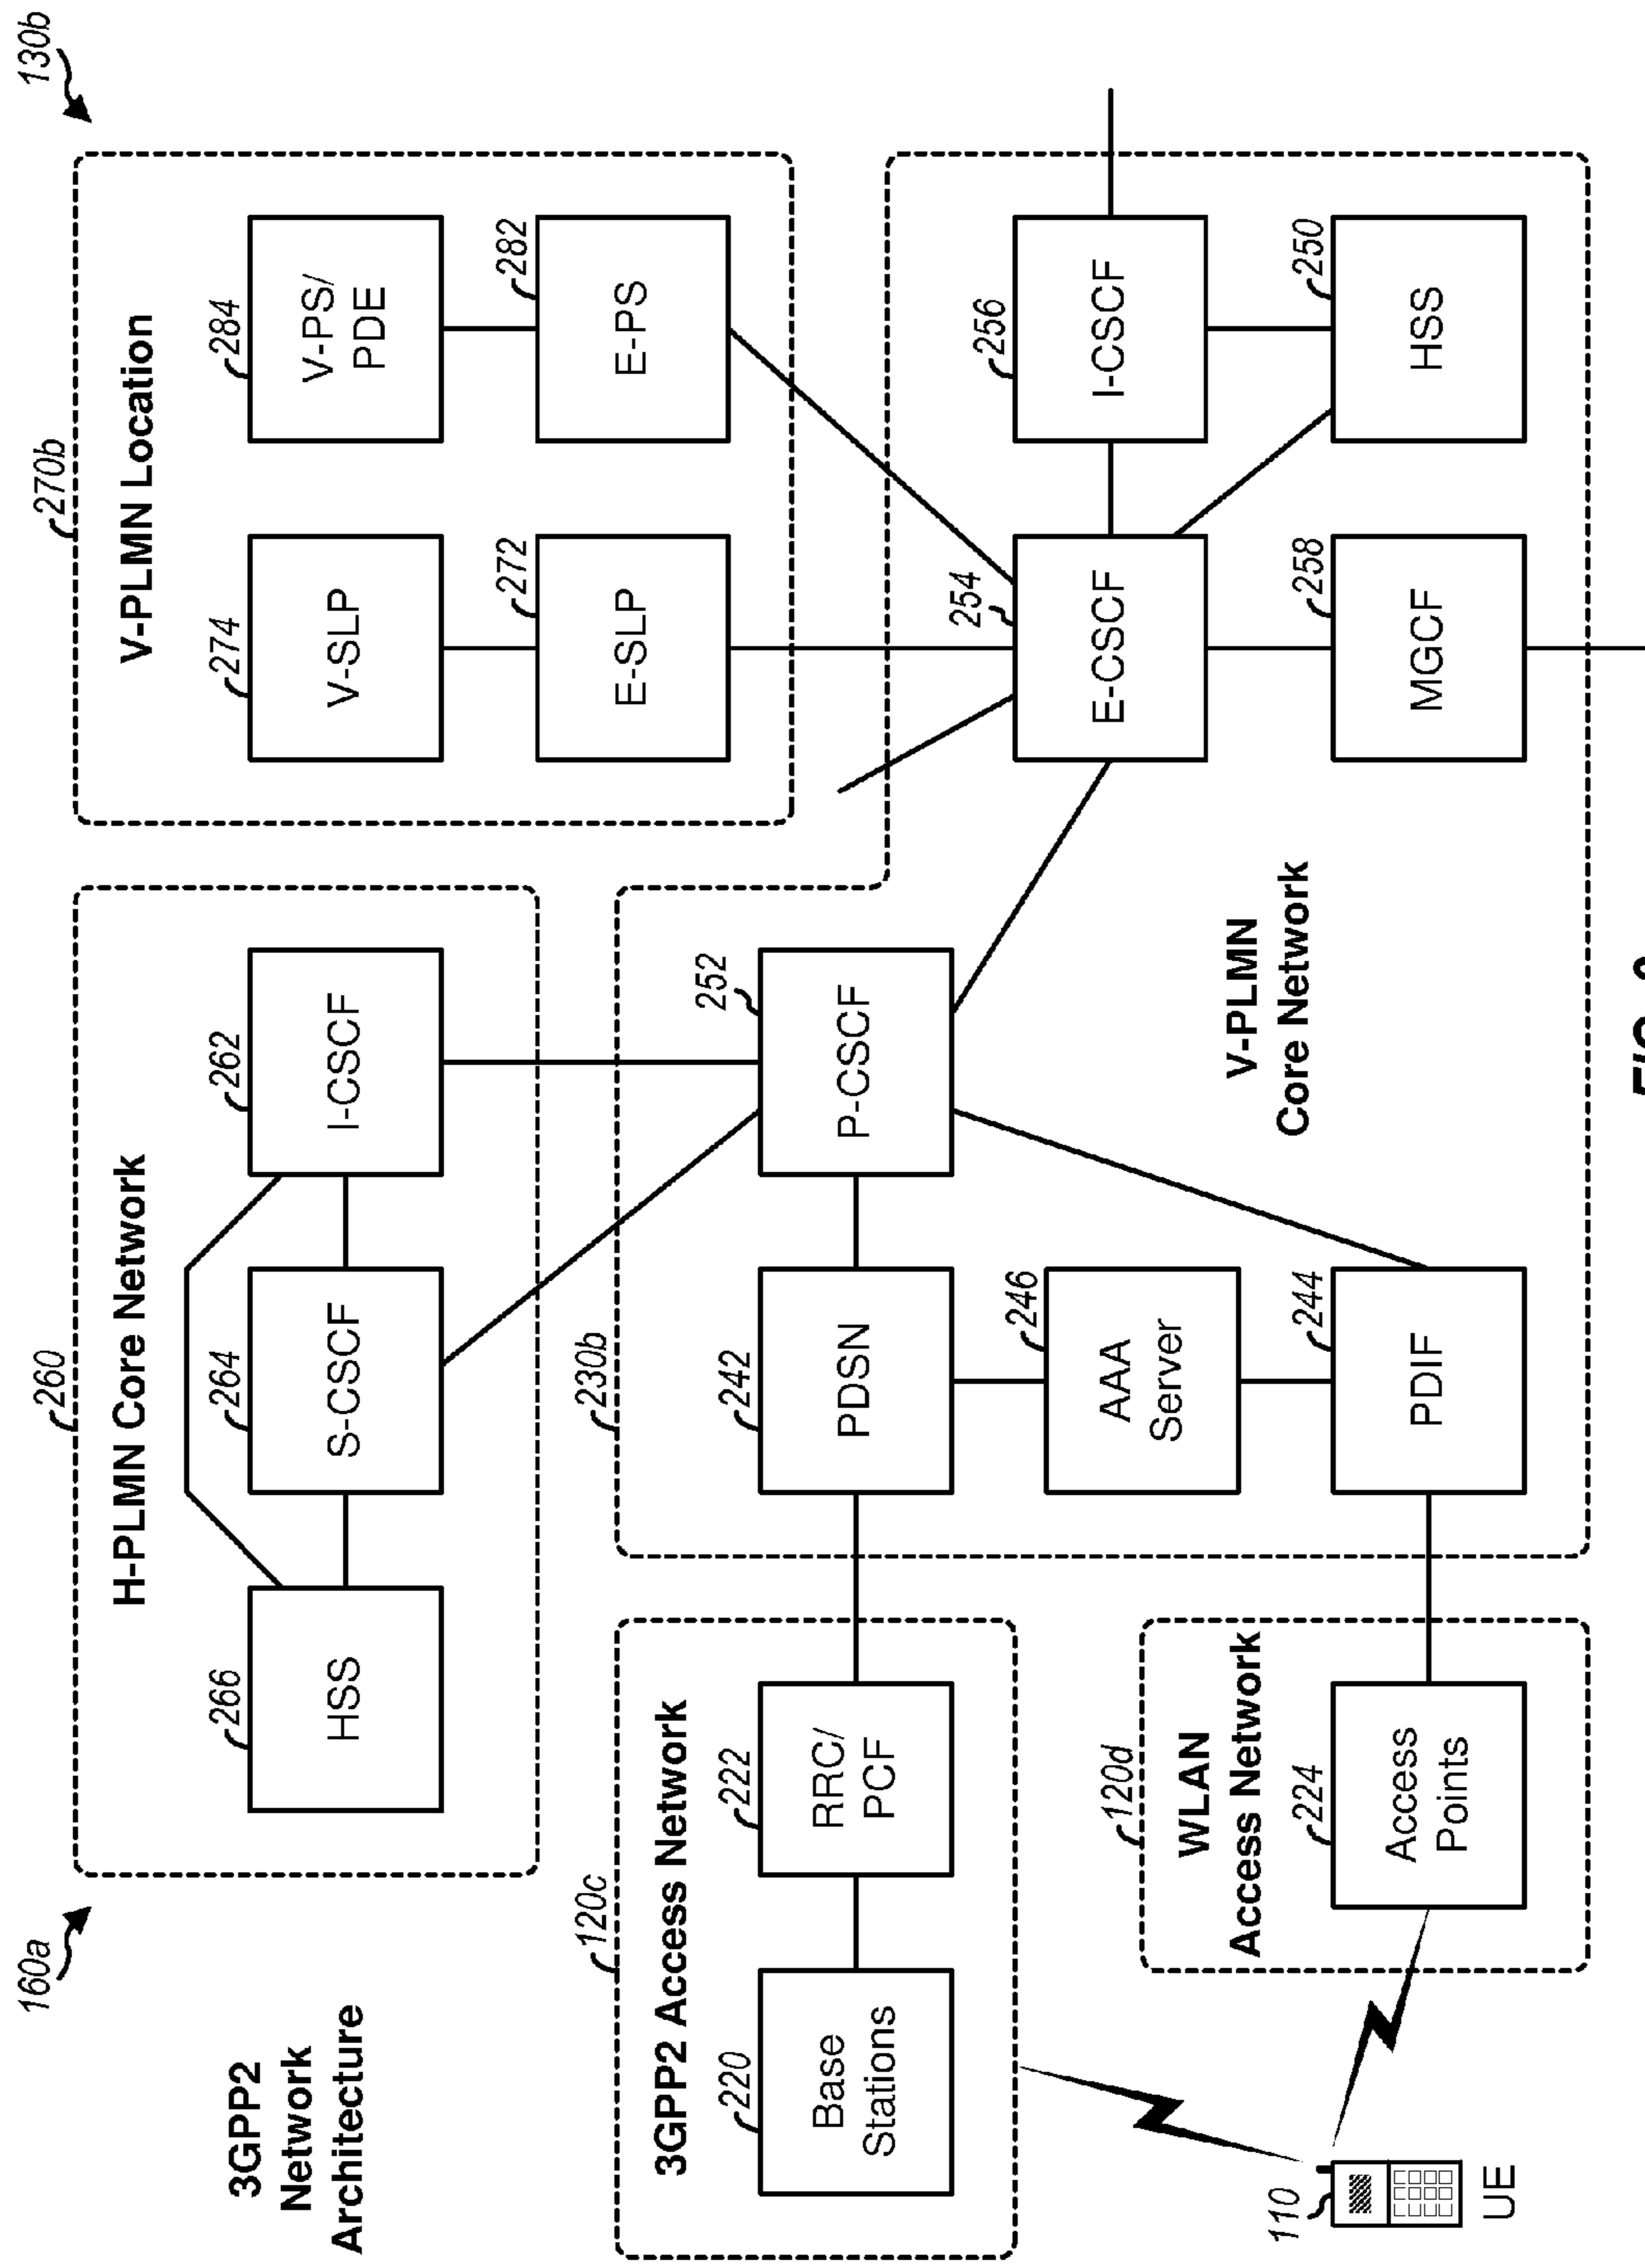 3GPP2
Network
Architecture
160a
130b
260
H-PLMN Core Network
266
HSS
264
S-CSCF
262
I-CSCF
270b
V-PLMN Location
274
V-SLP
284
V-PS/
PDE
272
E-SLP
282
E-PS
120c
3GPP2 Access Network
220
Base
Stations
222
RRC/
PCF
230b
242
PDSN
252
P-CSCF
246
AAA
Server
244
PDIF
254
E-CSCF
256
I-CSCF
258
MGCF
250
HSS
V-PLMN
Core Network
120d
WLAN
Access Network
224
Access
Points
110
UE
FIG.